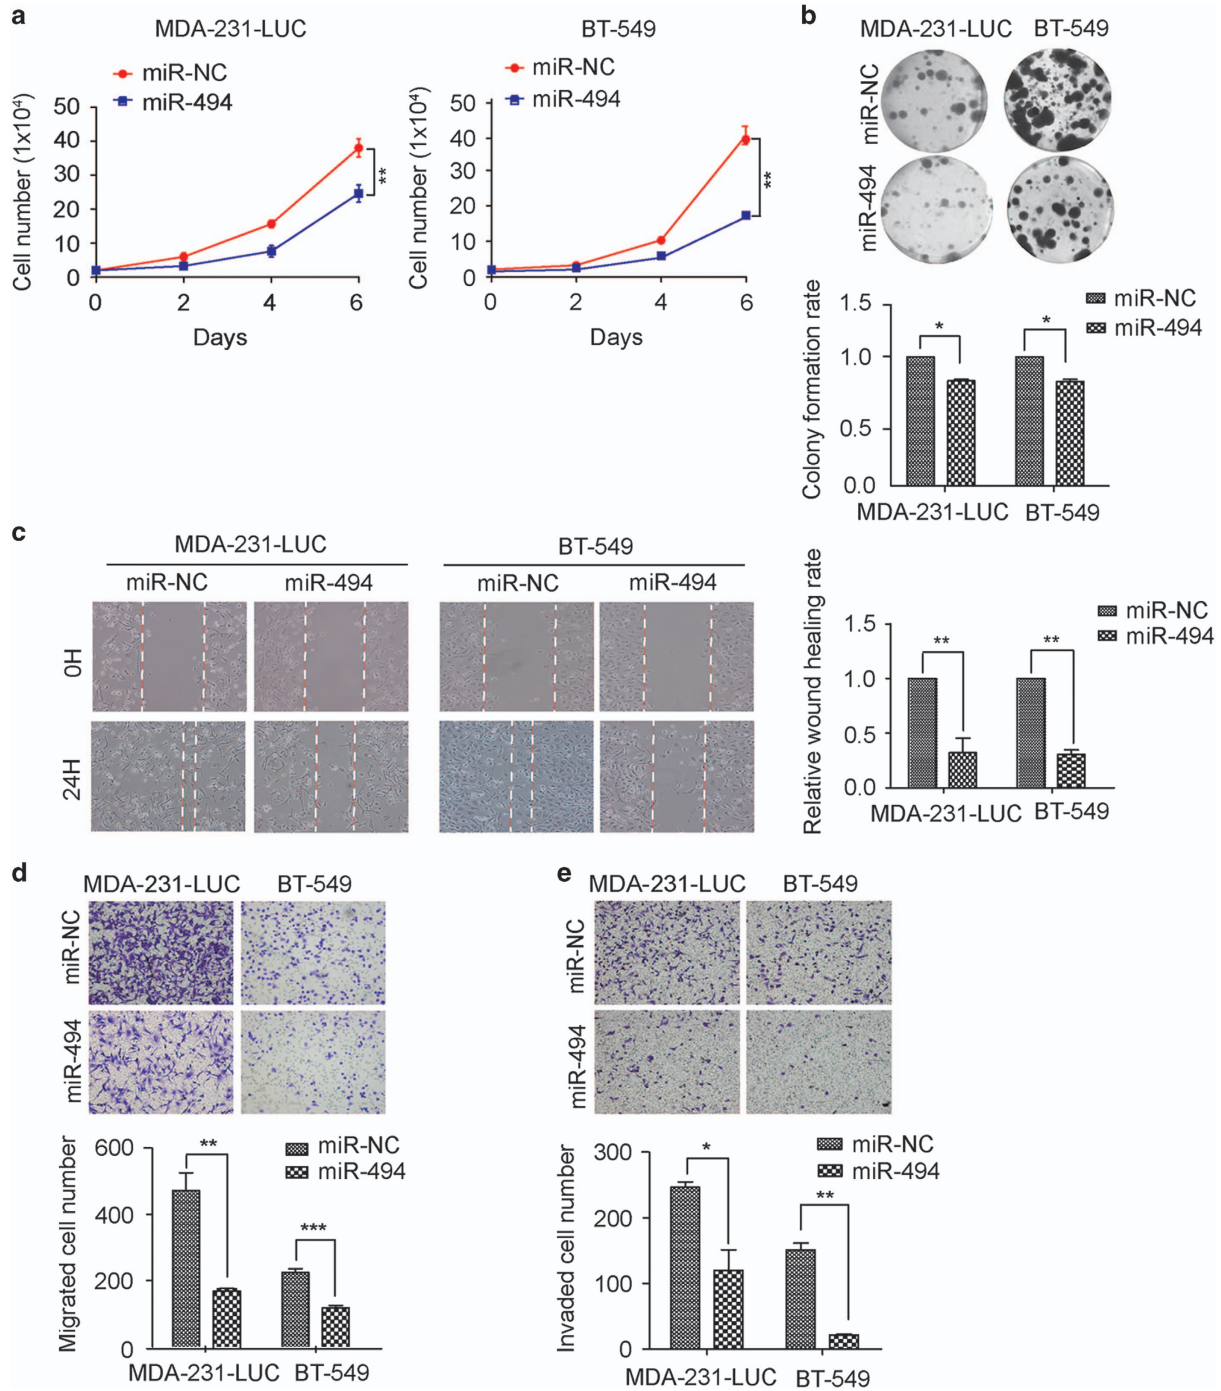 a
MDA-231-LUC
miR-NC
miR-494
Cell number (1x10⁴)
50
40
30
20
10
0
**
0 2 4 6
Days
BT-549
miR-NC
miR-494
Cell number (1x10⁴)
50
40
30
20
10
0
**
0 2 4 6
Days
b
MDA-231-LUC BT-549
miR-NC
miR-494
Colony formation rate
1.5
1.0
0.5
0.0
* *
miR-NC
miR-494
MDA-231-LUC BT-549
c
MDA-231-LUC BT-549
miR-NC miR-494 miR-NC miR-494
0H
24H
Relative wound healing rate
1.5
1.0
0.5
0.0
** **
miR-NC
miR-494
MDA-231-LUC BT-549
d
MDA-231-LUC BT-549
miR-NC
miR-494
Migrated cell number
600
400
200
0
** ***
miR-NC
miR-494
MDA-231-LUC BT-549
e
MDA-231-LUC BT-549
miR-NC
miR-494
Invaded cell number
300
200
100
0
* **
miR-NC
miR-494
MDA-231-LUC BT-549